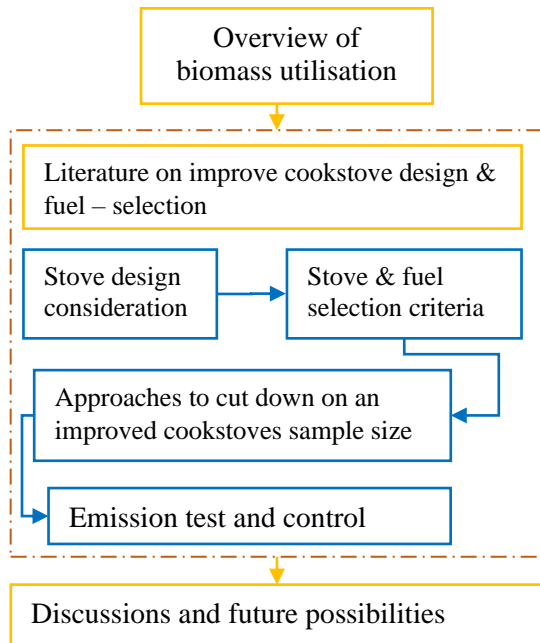 Overview of
biomass utilisation
Literature on improve cookstove design &
fuel – selection
Stove design
consideration
Stove & fuel
selection criteria
Approaches to cut down on an
improved cookstoves sample size
Emission test and control
Discussions and future possibilities